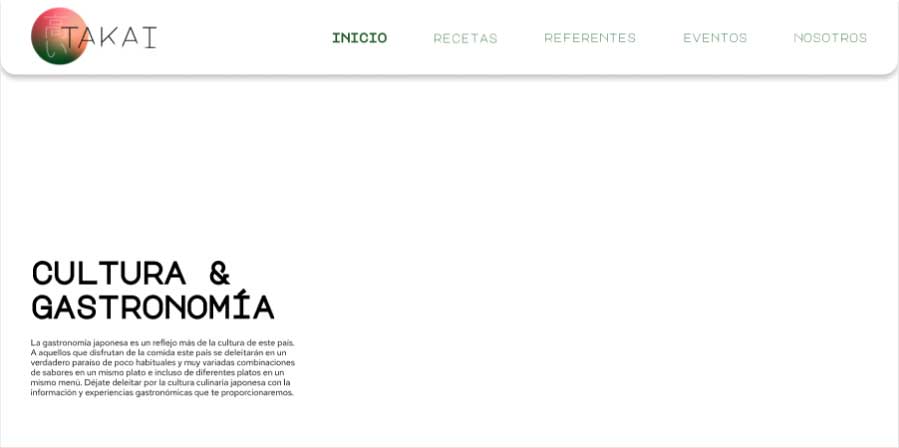 高い
TAKAI
INICIO
RECETAS
REFERENTES
EVENTOS
NOSOTROS
CULTURA &
GASTRONOMÍA
La gastronomía japonesa es un reflejo más de la cultura de este país.
A aquellos que disfrutan de la comida este país se deleitarán en un
verdadero paraíso de poco habituales y muy variadas combinaciones
de sabores en un mismo plato e incluso de diferentes platos en un
mismo menú. Déjate deleitar por la cultura culinaria japonesa con la
información y experiencias gastronómicas que te proporcionaremos.